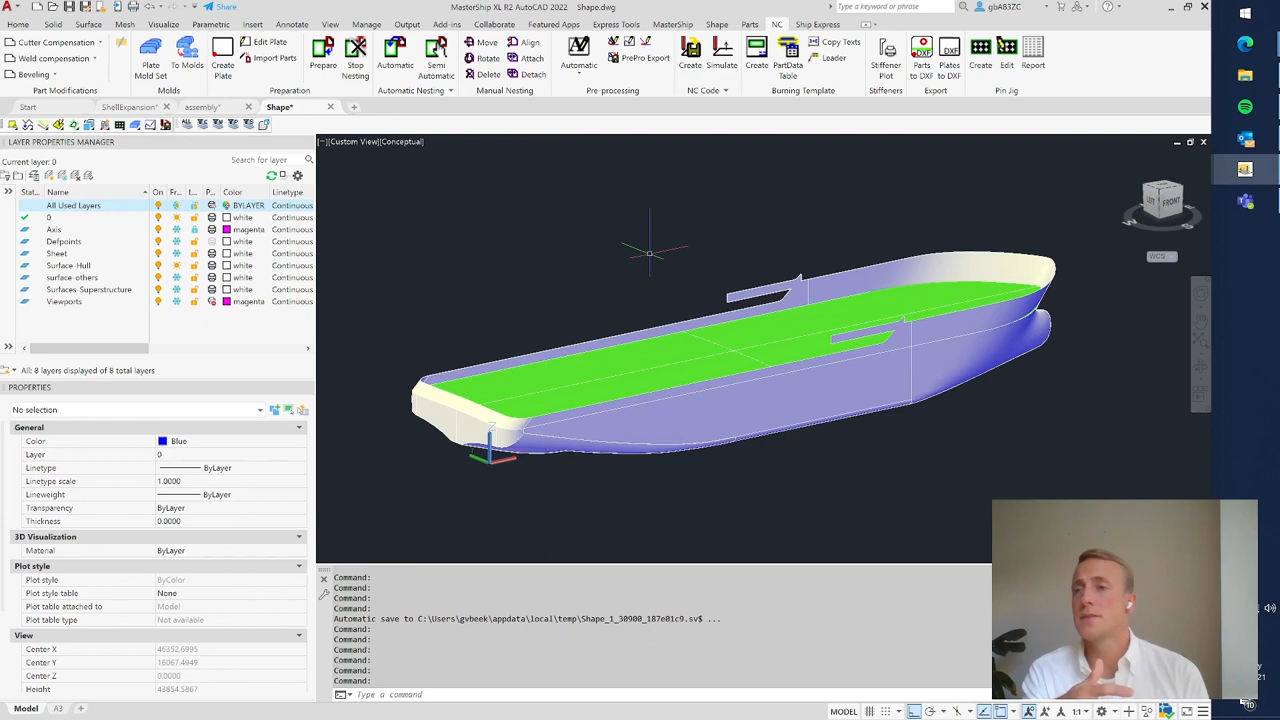 Share
MasterShip XL R2 AutoCAD 2022 Shape.dwg
Type a keyword or phrase
gbA83ZC
Home Solid Surface Mesh Visualize Parametric Insert Annotate View Manage Output Add-ins Collaborate Featured Apps Express Tools MasterShip Shape Parts NC Ship Express
Cutter Compensation
Weld compensation
Beveling
Part Modifications
Plate Mold Set
To Molds
Molds
Create Plate
Edit Plate
Import Parts
Preparation
Prepare
Stop Nesting
Automatic
Semi Automatic
Automatic Nesting
Move
Rotate
Delete
Align
Attach
Detach
Manual Nesting
Automatic
PrePro Export
Pre-processing
Create
Simulate
NC Code
Create
PartData Table
Copy Texts
Leader
Burning Template
Stiffener Plot
Stiffeners
Parts to DXF
Plates to DXF
Export
Create
Edit
Report
Pin Jig
Start ShellExpansion* assembly* Shape*
LAYER PROPERTIES MANAGER
Current layer: 0
Search for layer
Stat.. Name On Fr... L... P... Color Linetype
All Used Layers BYLAYER Continuous
0 white Continuous
Axis magenta Continuous
Defpoints white Continuous
Sheet white Continuous
Surface-Hull white Continuous
surface-others white Continuous
Surfaces-Superstructure white Continuous
Viewports magenta Continuous
All: 8 layers displayed of 8 total layers
PROPERTIES
No selection
General
Color Blue
Layer 0
Linetype ByLayer
Linetype scale 1.0000
Lineweight ByLayer
Transparency ByLayer
Thickness 0.0000
3D Visualization
Material ByLayer
Plot style
Plot style ByColor
Plot style table None
Plot table attached to Model
Plot table type Not available
View
Center X 46352.6995
Center Y 16067.4949
Center Z 0.0000
Height 43854.5867
[−][Custom View][Conceptual]
FRONT
WCS
Z
Command:
Command:
Command:
Command:
Automatic save to C:\Users\gvbeek\appdata\local\temp\Shape_1_30900_187e01c9.sv$ ...
Command:
Command:
Command:
Command:
Command:
Command:
Type a command
Model A3
MODEL
1:1
21